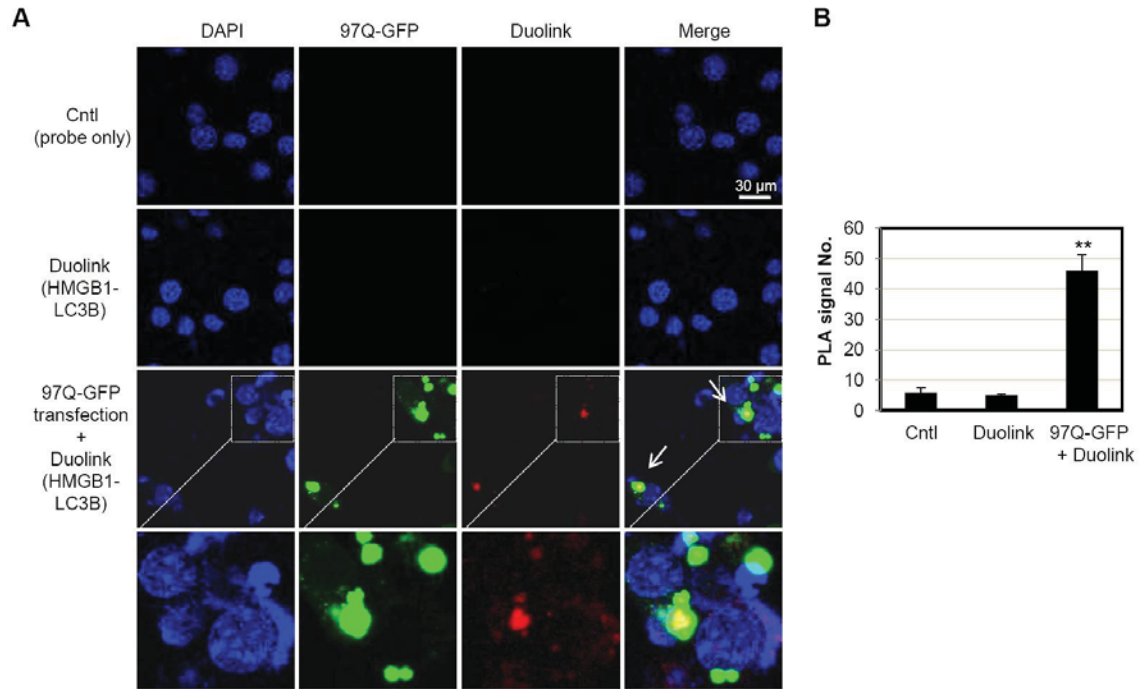 A
DAPI
97Q-GFP
Duolink
Merge
Cntl
(probe only)
30 µm
Duolink
(HMGB1-
LC3B)
97Q-GFP
transfection
+
Duolink
(HMGB1-
LC3B)
B
PLA signal No.
60
50
40
30
20
10
0
**
Cntl
Duolink
97Q-GFP
+ Duolink